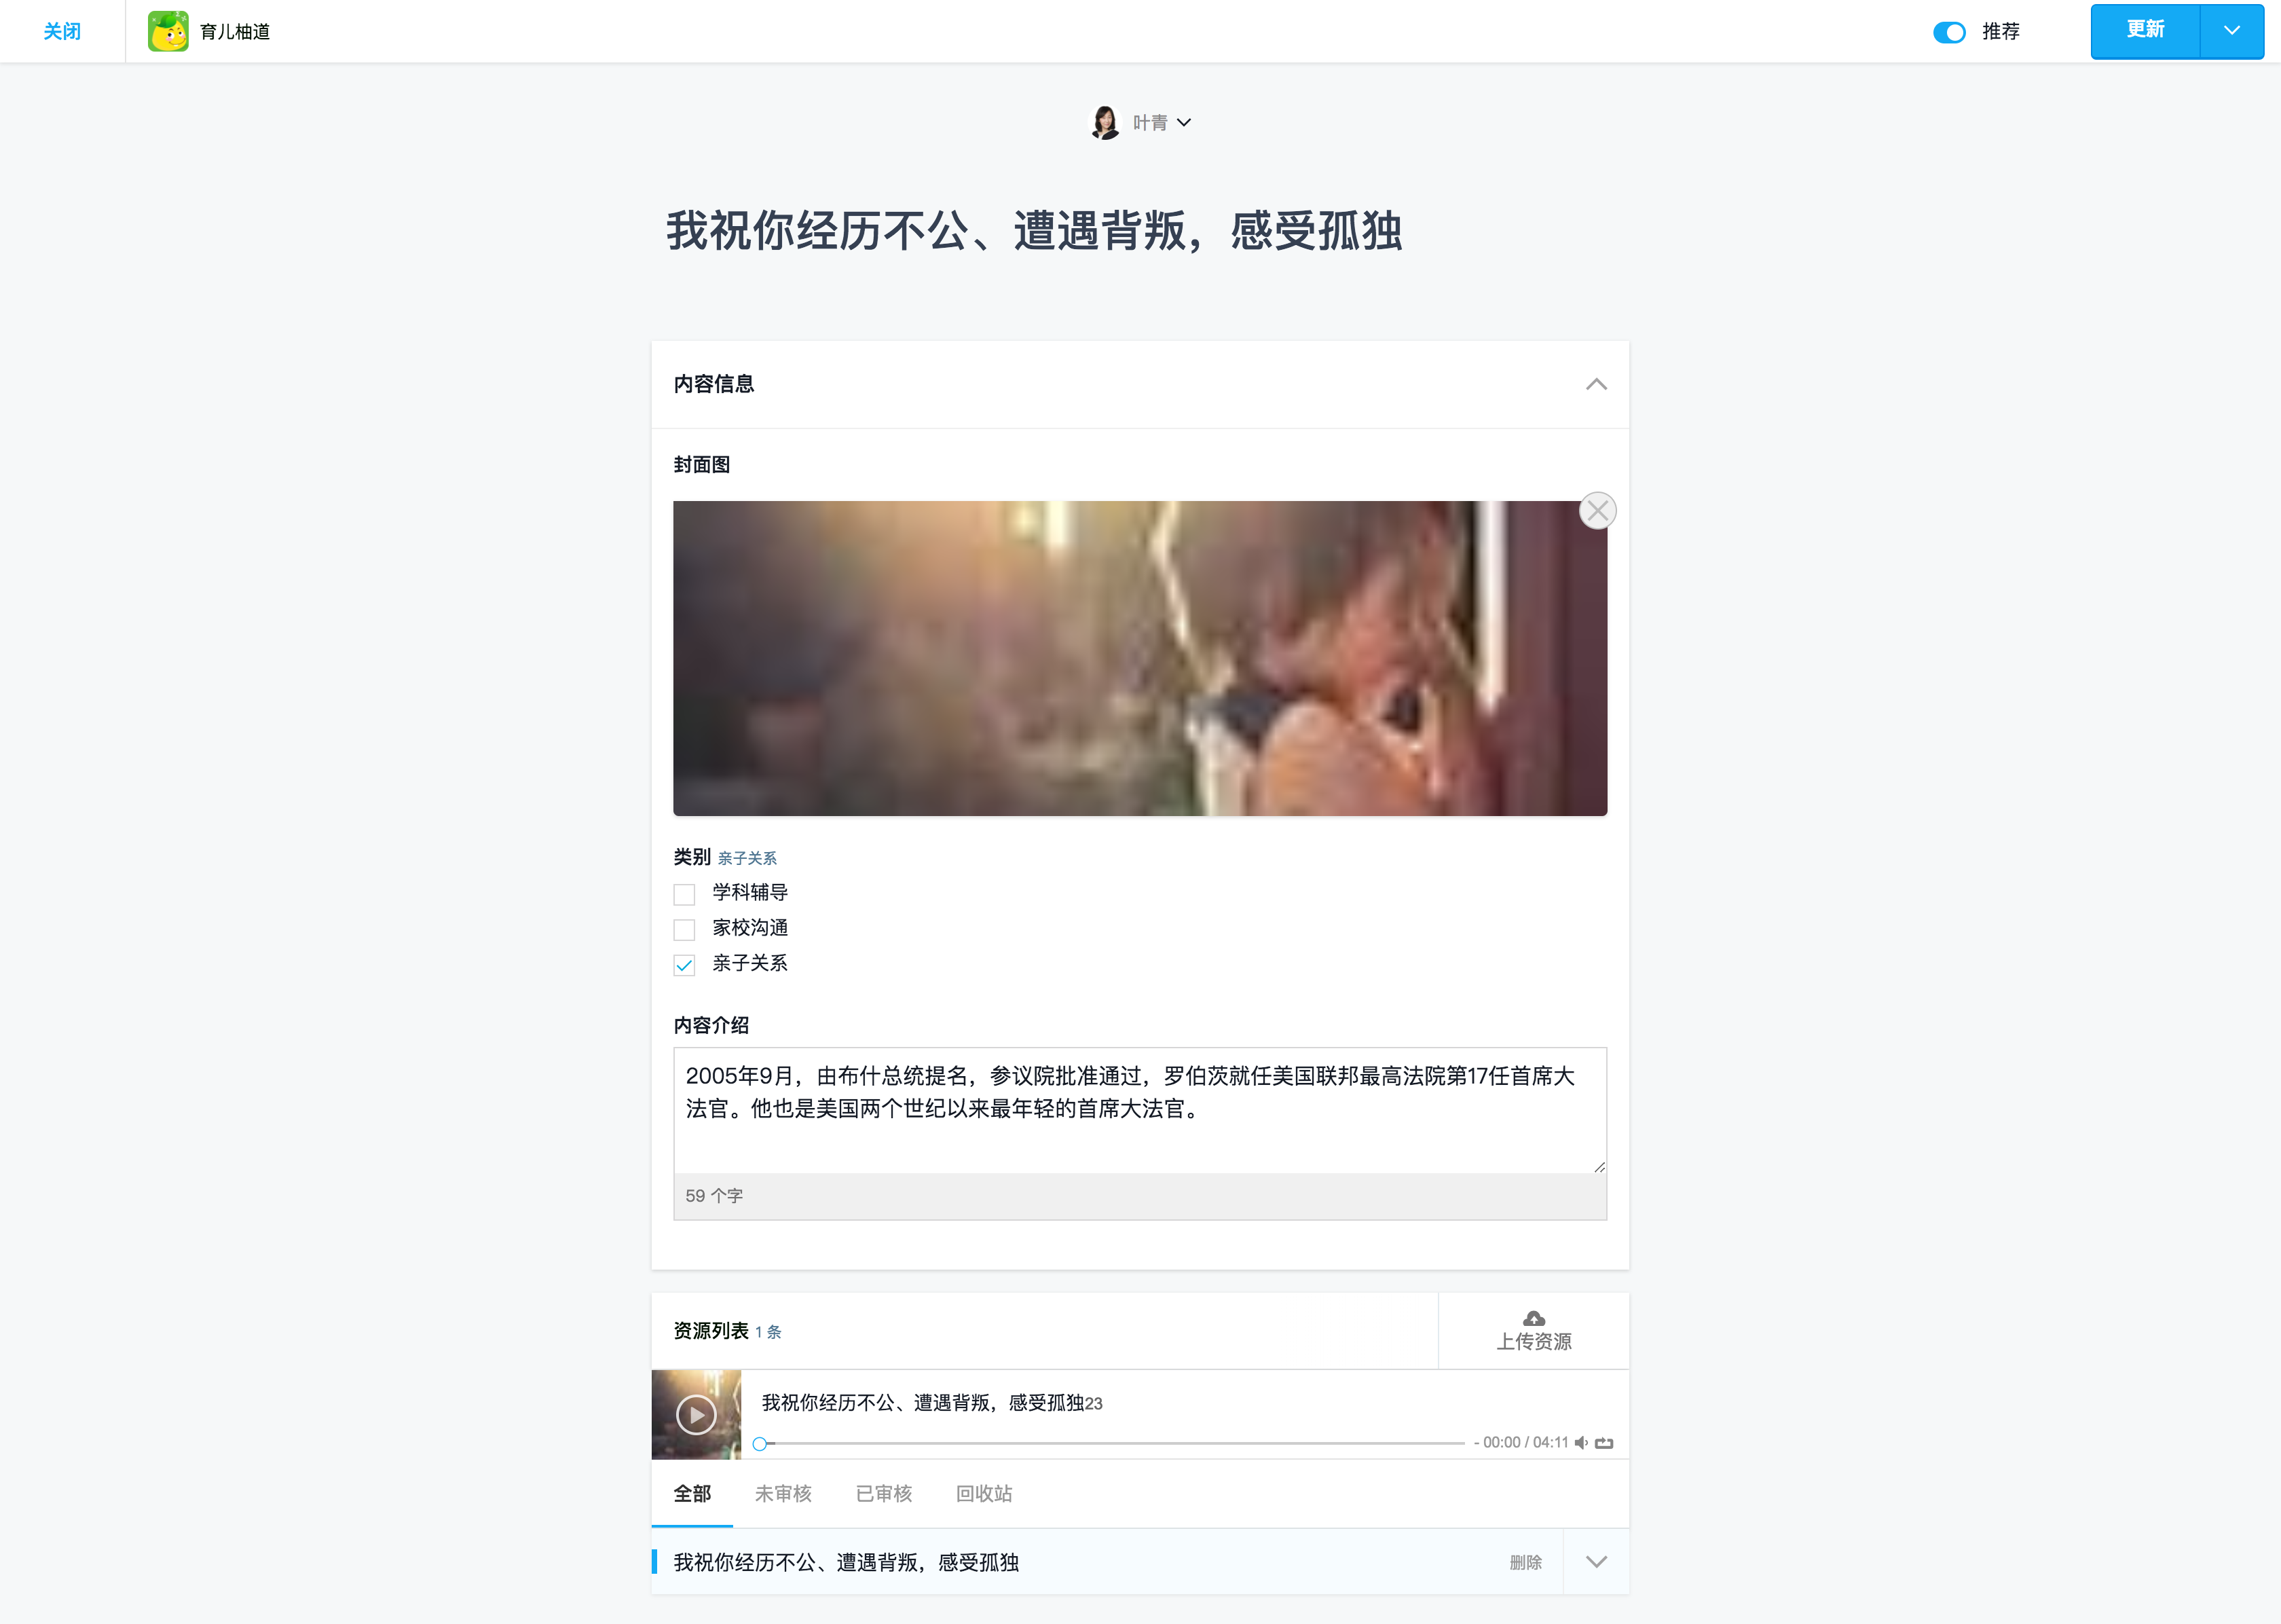 关闭
育儿柚道
推荐
更新
叶青
我祝你经历不公、遭遇背叛，感受孤独
内容信息
封面图
类别 亲子关系
学科辅导
家校沟通
亲子关系
内容介绍
2005年9月，由布什总统提名，参议院批准通过，罗伯茨就任美国联邦最高法院第17任首席大
法官。他也是美国两个世纪以来最年轻的首席大法官。
59 个字
资源列表 1 条
上传资源
我祝你经历不公、遭遇背叛，感受孤独23
- 00:00 / 04:11
全部 未审核 已审核 回收站
我祝你经历不公、遭遇背叛，感受孤独 删除